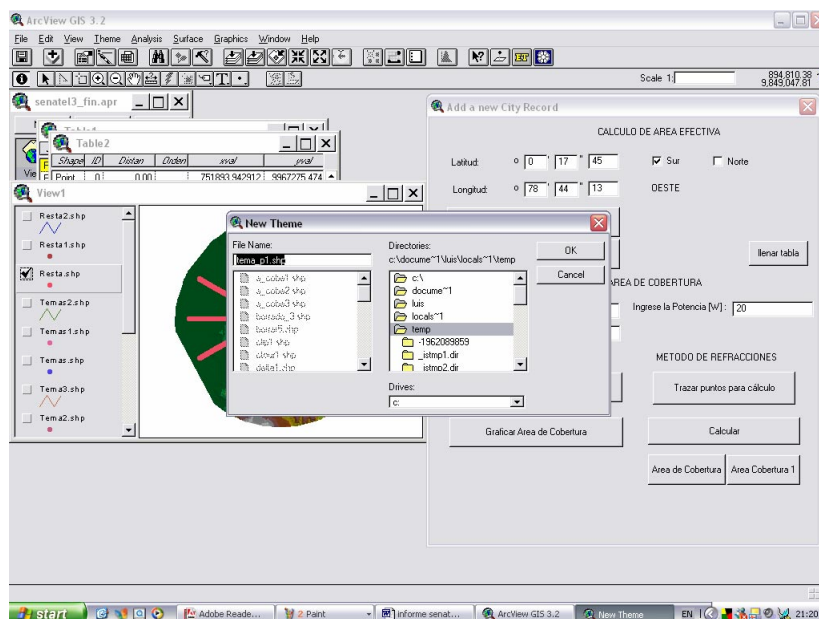 ArcView GIS 3.2
File Edit View Theme Analysis Surface Graphics Window Help
Scale 1:
894,810.38
9,849,047.81
senatel3_fin.apr
Table2
Shape ID Distan Orden xval yval
Point 0 0.00 751893.942912 9967275.474
View1
Resta2.shp
Resta1.shp
Resta.shp
Temas2.shp
Temas1.shp
Temas.shp
Tema3.shp
Tema2.shp
New Theme
File Name:
tema_p1.shp
a_coba1.shp
a_coba2.shp
a_coba3.shp
borrada_3.shp
clip1.shp
delta1.shp
Directories:
c:\docume~1\luis\locals~1\temp
c:\
docume~1
luis
locals~1
temp
-1962089859
_istmp1.dir
_istmp2.dir
Drives:
c:
OK
Cancel
Add a new City Record
CALCULO DE AREA EFECTIVA
Latitud: o 0 ' 17 " 45 Sur Norte
Longitud: o 78 ' 44 " 13 OESTE
llenar tabla
AREA DE COBERTURA
Ingrese la Potencia [W] : 20
METODO DE REFRACCIONES
Trazar puntos para cálculo
Graficar Area de Cobertura
Calcular
Area de Cobertura
Area Cobertura 1
start
Adobe Reade...
2 Paint
informe senat...
ArcView GIS 3.2
New Theme
EN
21:20